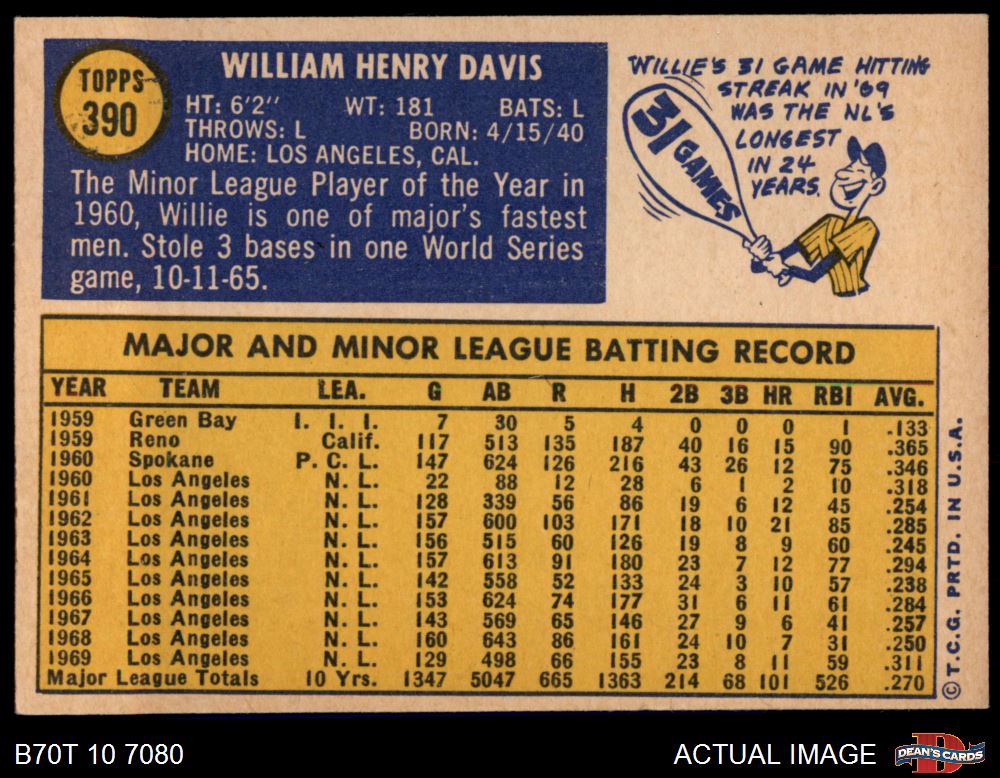 TOPPS
390
WILLIAM HENRY DAVIS
HT: 6'2" WT: 181 BATS: L
THROWS: L BORN: 4/15/40
HOME: LOS ANGELES, CAL.
The Minor League Player of the Year in
1960, Willie is one of major's fastest
men. Stole 3 bases in one World Series
game, 10-11-65.
WILLIE'S 31 GAME HITTING
STREAK IN '69
WAS THE NL'S
LONGEST
IN 24
YEARS.
31 GAMES
MAJOR AND MINOR LEAGUE BATTING RECORD
YEAR TEAM LEA. G AB R H 2B 3B HR RBI AVG.
1959 Green Bay I. I. I. 7 30 5 4 0 0 0 1 .133
1959 Reno Calif. 117 513 135 187 40 16 15 90 .365
1960 Spokane P. C. L. 147 624 126 216 43 26 12 75 .346
1960 Los Angeles N. L. 22 88 12 28 6 1 2 10 .318
1961 Los Angeles N. L. 128 339 56 86 19 6 12 45 .254
1962 Los Angeles N. L. 157 600 103 171 18 10 21 85 .285
1963 Los Angeles N. L. 156 515 60 126 19 8 9 60 .245
1964 Los Angeles N. L. 157 613 91 180 23 7 12 77 .294
1965 Los Angeles N. L. 142 558 52 133 24 3 10 57 .238
1966 Los Angeles N. L. 153 624 74 177 31 6 11 61 .284
1967 Los Angeles N. L. 143 569 65 146 27 9 6 41 .257
1968 Los Angeles N. L. 160 643 86 161 24 10 7 31 .250
1969 Los Angeles N. L. 129 498 66 155 23 8 11 59 .311
Major League Totals 10 Yrs. 1347 5047 665 1363 214 68 101 526 .270
© T.C.G. PRTD. IN U.S.A.
B70T 10 7080
ACTUAL IMAGE
DEAN'S CARDS